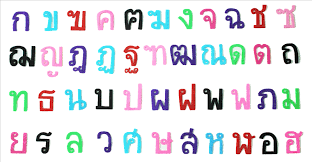 ก ข ฃ ค ฅ ฆ ง จ ฉ ช ซ
ฌ ญ ฎ ฏ ฐ ฑ ฒ ณ ด ต ถ
ท ธ น บ ป ผ ฝ พ ฟ ภ ม
ย ร ล ว ศ ษ ส ห ฬ อ ฮ